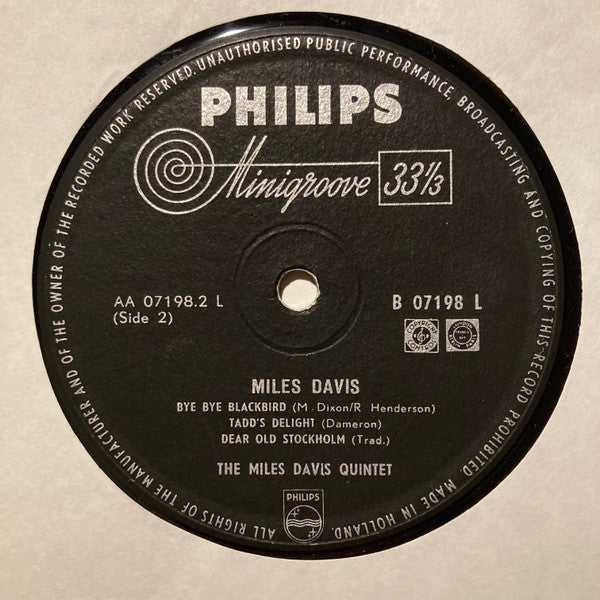 ALL RIGHTS OF THE MANUFACTURER AND OF THE OWNER OF THE RECORDED WORK RESERVED. UNAUTHORISED PUBLIC PERFORMANCE, BROADCASTING AND COPYING OF THIS RECORD PROHIBITED. MADE IN HOLLAND.
PHILIPS
Minigroove 33⅓
AA 07198.2 L
(Side 2)
B 07198 L
MILES DAVIS
BYE BYE BLACKBIRD (M. Dixon/R Henderson)
TADD'S DELIGHT (Dameron)
DEAR OLD STOCKHOLM (Trad.)
THE MILES DAVIS QUINTET
PHILIPS